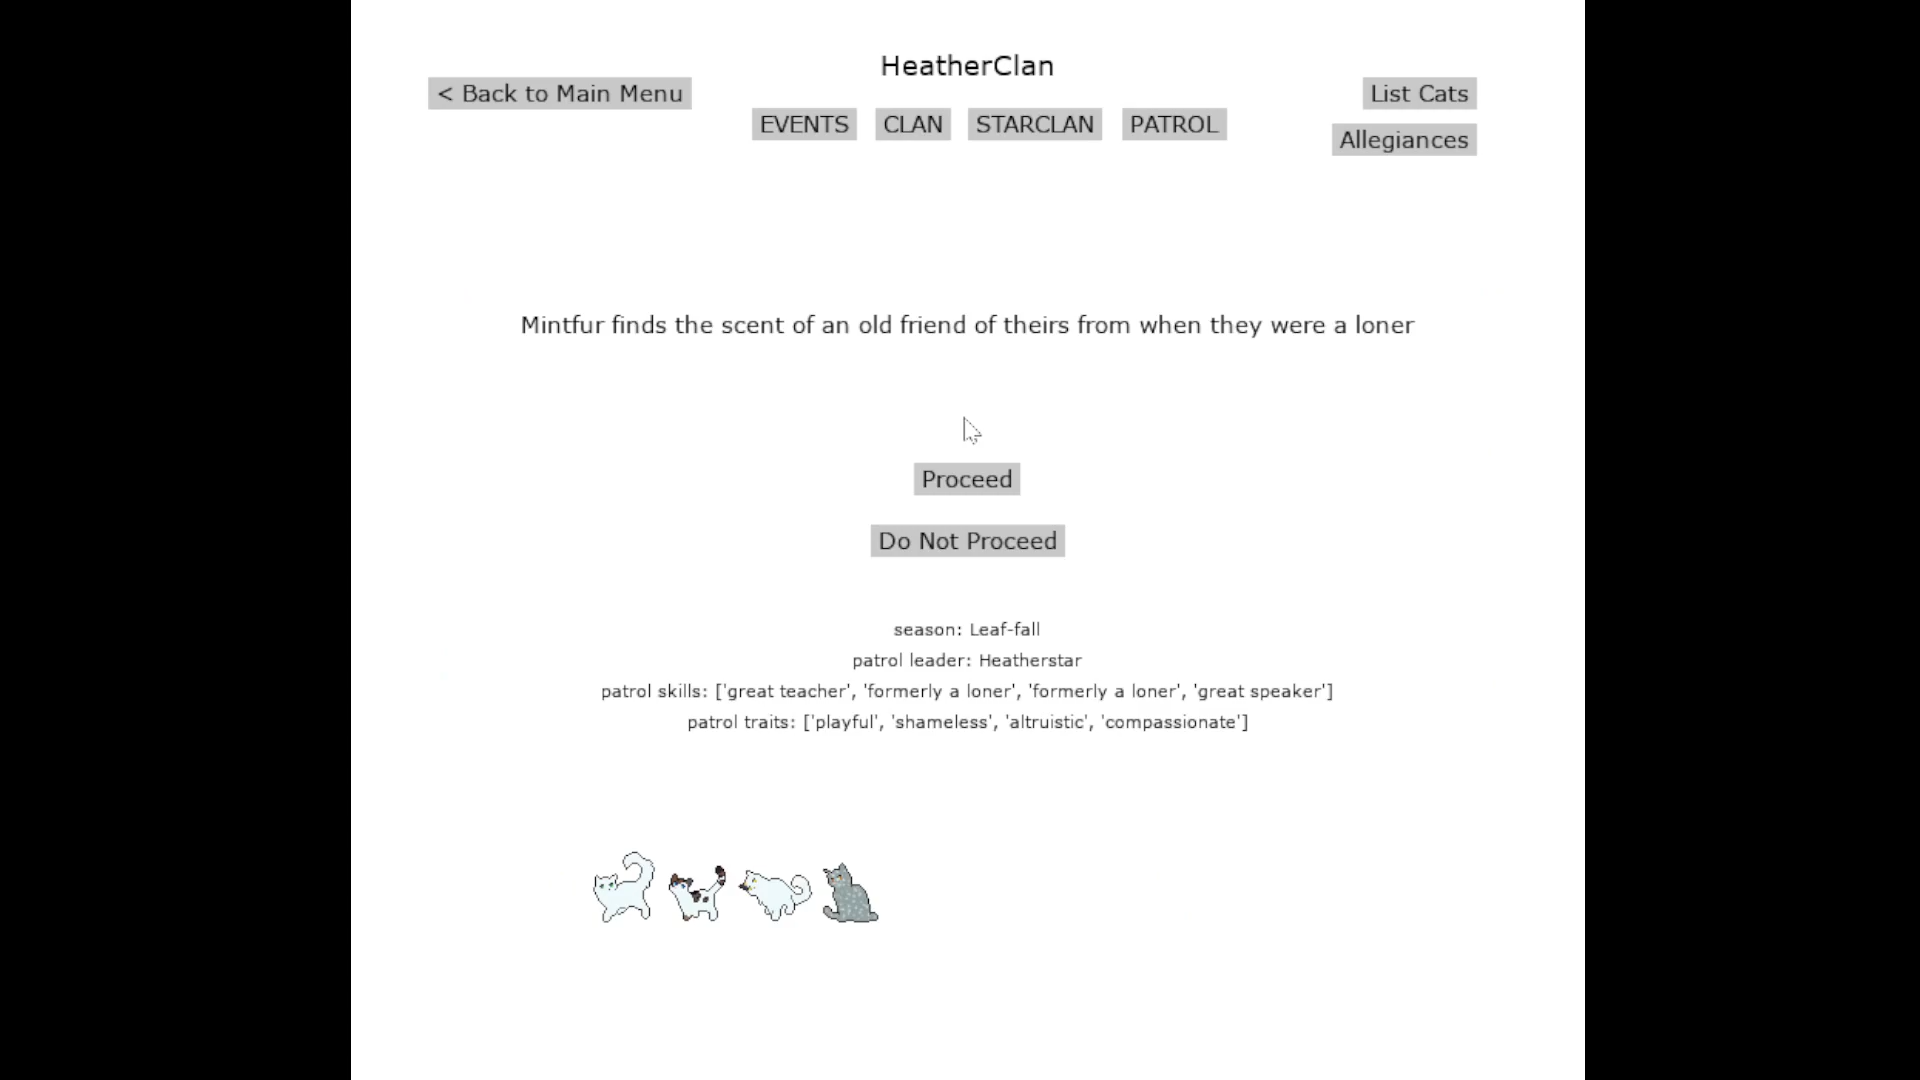 HeatherClan
< Back to Main Menu
List Cats
EVENTS CLAN STARCLAN PATROL
Allegiances
Mintfur finds the scent of an old friend of theirs from when they were a loner
Proceed
Do Not Proceed
season: Leaf-fall
patrol leader: Heatherstar
patrol skills: ['great teacher', 'formerly a loner', 'formerly a loner', 'great speaker']
patrol traits: ['playful', 'shameless', 'altruistic', 'compassionate']